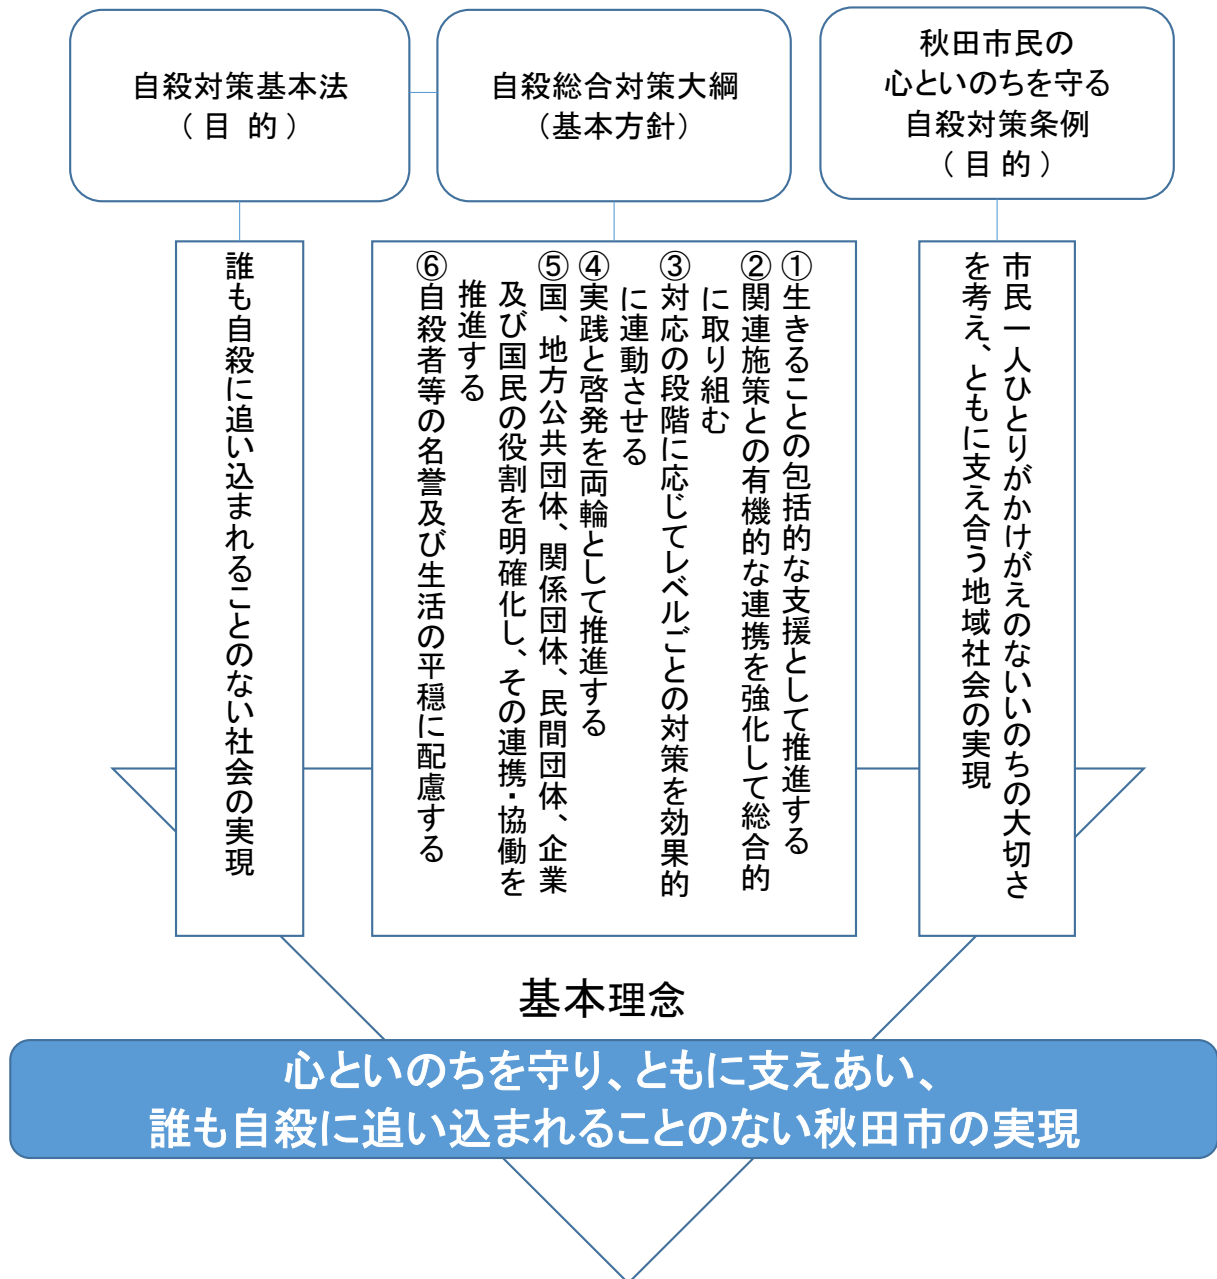 自殺対策基本法
（目 的）
自殺総合対策大綱
（基本方針）
秋田市民の
心といのちを守る
自殺対策条例
（目 的）
誰も自殺に追い込まれることのない社会の実現
①生きることの包括的な支援として推進する
②関連施策との有機的な連携を強化して総合的
に取り組む
③対応の段階に応じてレベルごとの対策を効果的
に連動させる
④実践と啓発を両輪として推進する
⑤国、地方公共団体、関係団体、民間団体、企業
及び国民の役割を明確化し、その連携・協働を
推進する
⑥自殺者等の名誉及び生活の平穏に配慮する
市民一人ひとりがかけがえのないいのちの大切さ
を考え、ともに支え合う地域社会の実現
基本理念
心といのちを守り、ともに支えあい、
誰も自殺に追い込まれることのない秋田市の実現